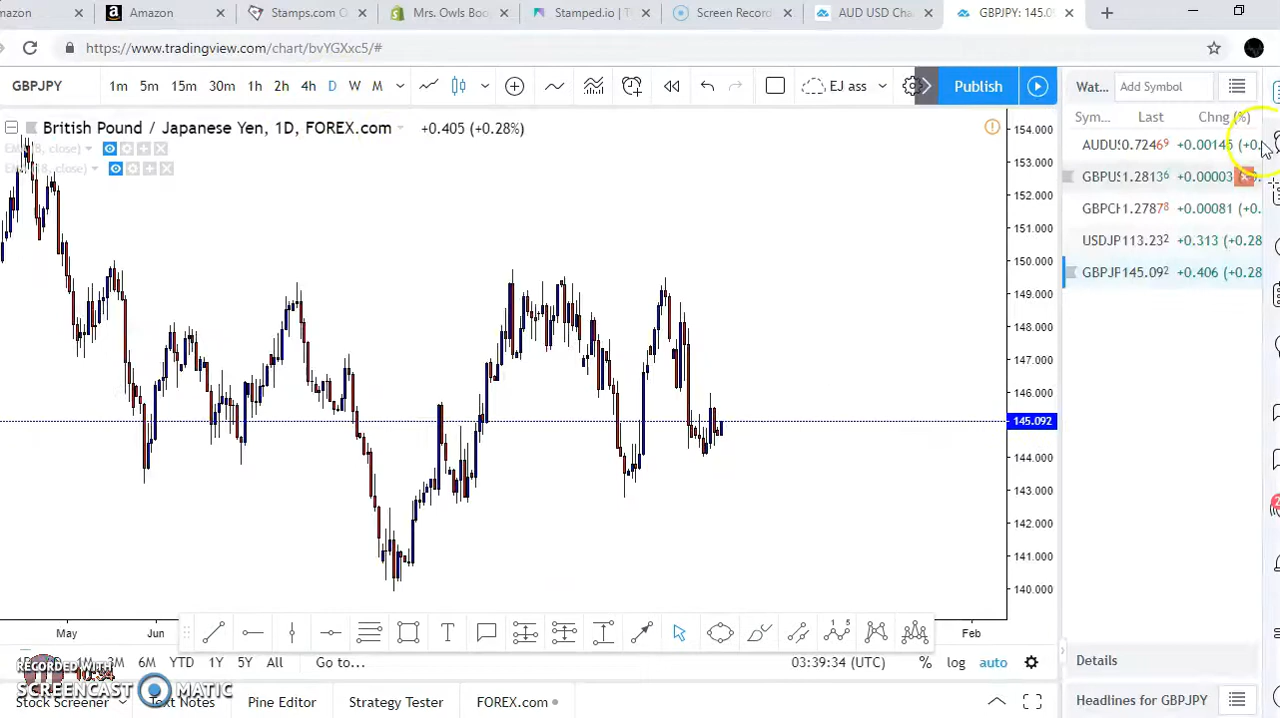 azon
Amazon
Stamps.com O
Mrs. Owls Boo
Stamped.io | T
Screen Record
AUD USD Cha
GBPJPY: 145.09
https://www.tradingview.com/chart/bvYGXxc5/#
GBPJPY 1m 5m 15m 30m 1h 2h 4h D W M EJ ass Publish
Wat... Add Symbol
British Pound / Japanese Yen, 1D, FOREX.com +0.405 (+0.28%)
Sym... Last Chng (%)
AUDUS 0.72469 +0.00145 (+0.
GBPUS 1.28136 +0.00003
GBPCH 1.27878 +0.00081 (+0.
USDJP 113.232 +0.313 (+0.28
GBPJP 145.092 +0.406 (+0.28
154.000
153.000
152.000
151.000
150.000
149.000
148.000
147.000
146.000
145.092
144.000
143.000
142.000
141.000
140.000
May Jun Feb
3M 6M YTD 1Y 5Y All Go to... 03:39:34 (UTC) % log auto
Details
RECORDED WITH
SCREENCAST MATIC
Stock Screener Text Notes Pine Editor Strategy Tester FOREX.com
Headlines for GBPJPY